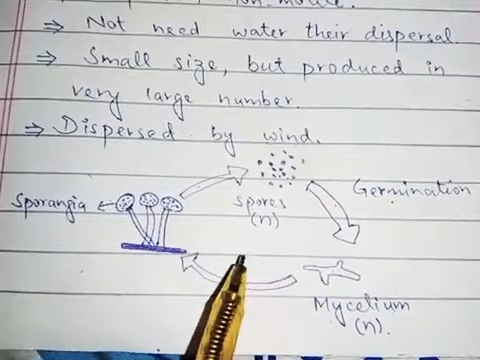 ⇒ Not need water their dispersal.
⇒ Small size, but produced in
very large number.
⇒ Dispersed by wind.
Sporangia
spores
(n)
Germination
Mycelium
(n).